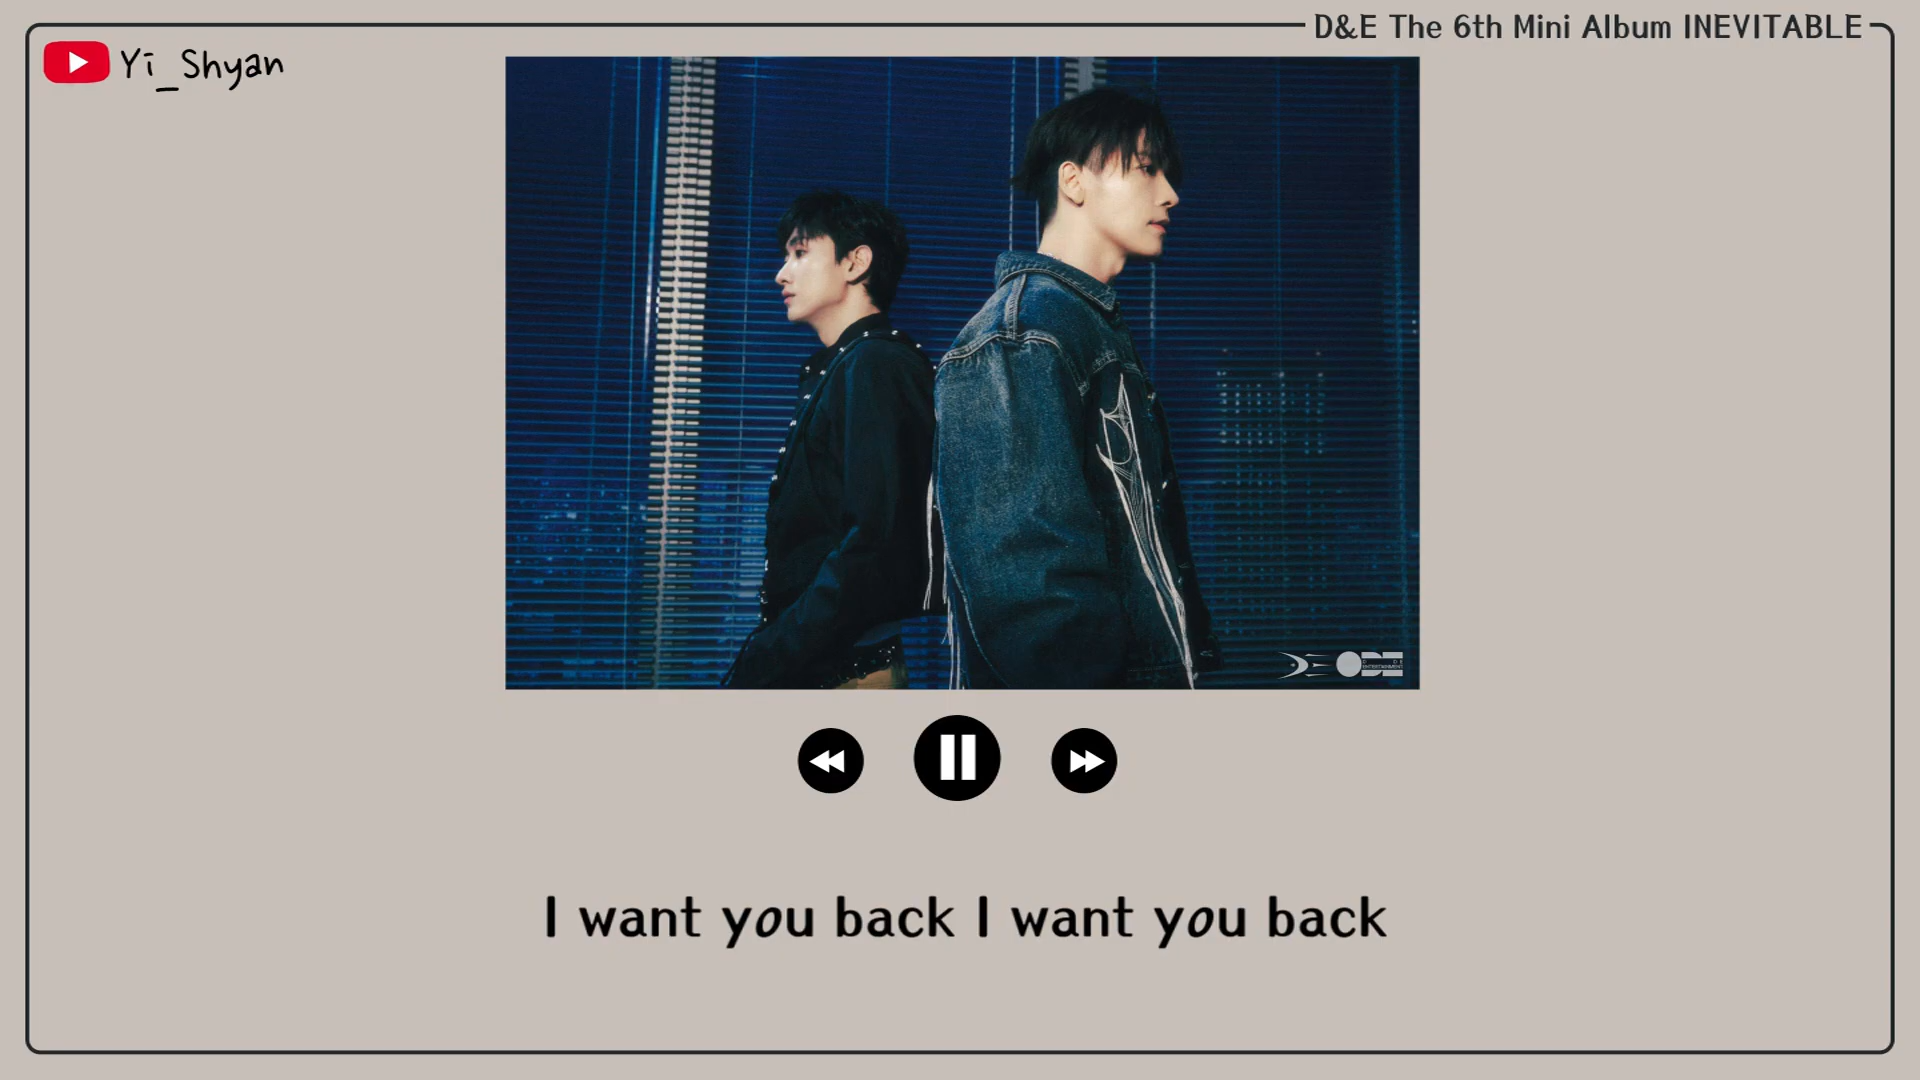 D&E The 6th Mini Album INEVITABLE
Yi_Shyan
I want you back I want you back